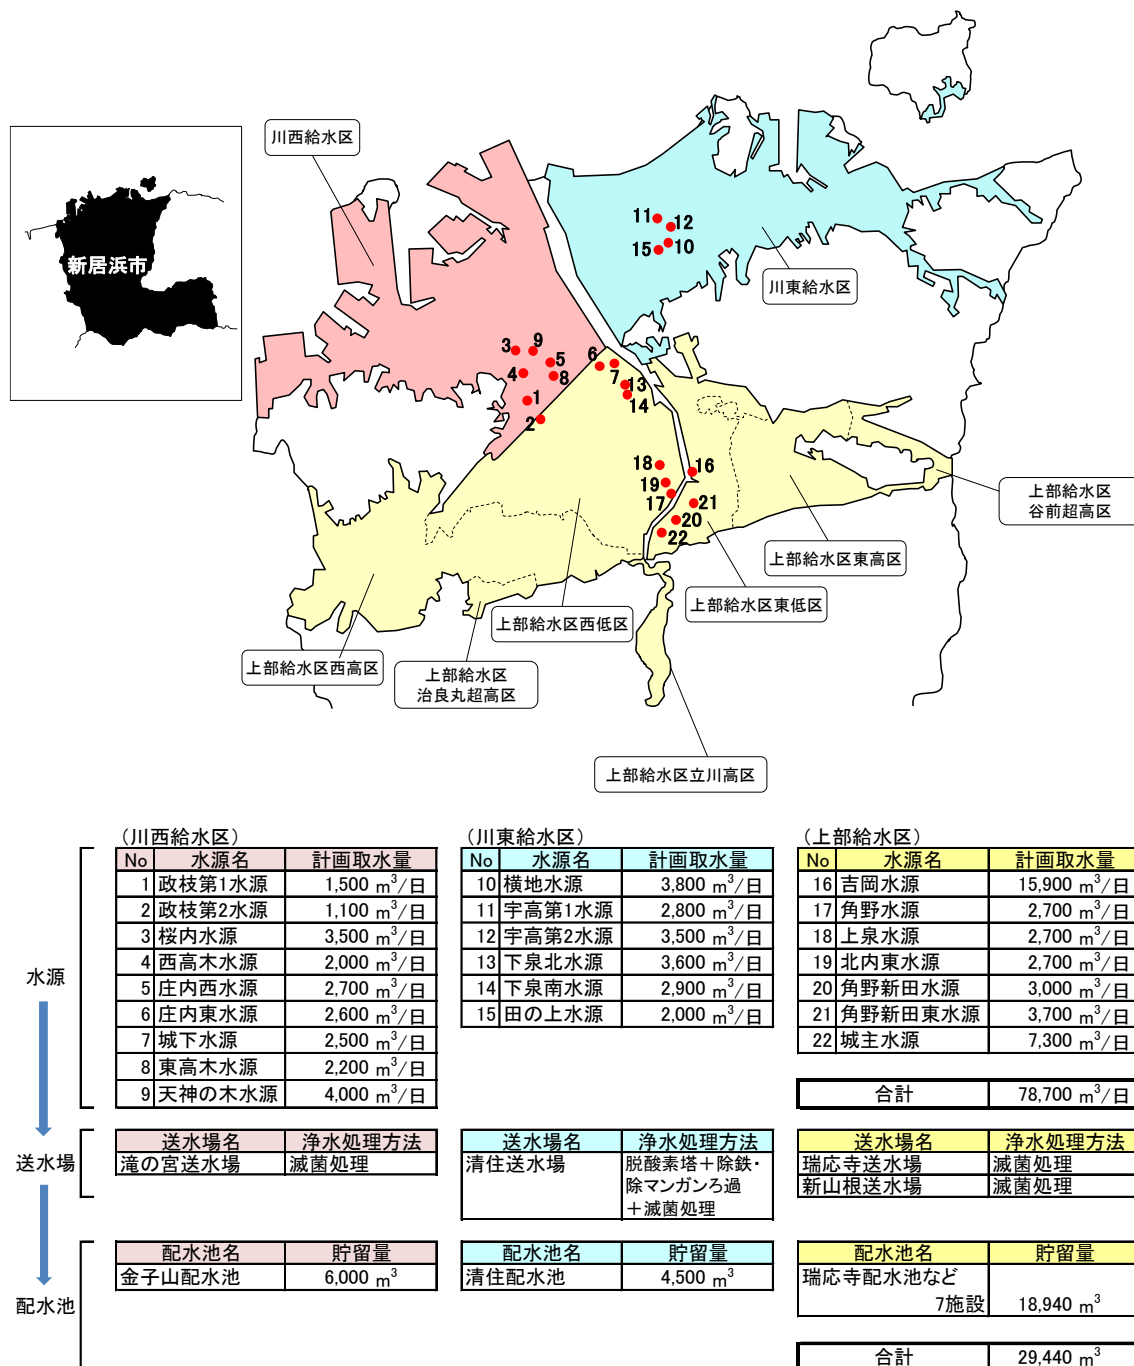 川西給水区
新居浜市
11
12
10
15
川東給水区
3
9
5
4
8
1
2
6
7
13
14
18
16
19
17
21
20
22
上部給水区
谷前超高区
上部給水区東高区
上部給水区東低区
上部給水区西低区
上部給水区西高区
上部給水区
治良丸超高区
上部給水区立川高区
水源
送水場
配水池
（川西給水区）
No 水源名 計画取水量
1 政枝第1水源 1,500 m³/日
2 政枝第2水源 1,100 m³/日
3 桜内水源 3,500 m³/日
4 西高木水源 2,000 m³/日
5 庄内西水源 2,700 m³/日
6 庄内東水源 2,600 m³/日
7 城下水源 2,500 m³/日
8 東高木水源 2,200 m³/日
9 天神の木水源 4,000 m³/日
（川東給水区）
No 水源名 計画取水量
10 横地水源 3,800 m³/日
11 宇高第1水源 2,800 m³/日
12 宇高第2水源 3,500 m³/日
13 下泉北水源 3,600 m³/日
14 下泉南水源 2,900 m³/日
15 田の上水源 2,000 m³/日
（上部給水区）
No 水源名 計画取水量
16 吉岡水源 15,900 m³/日
17 角野水源 2,700 m³/日
18 上泉水源 2,700 m³/日
19 北内東水源 2,700 m³/日
20 角野新田水源 3,000 m³/日
21 角野新田東水源 3,700 m³/日
22 城主水源 7,300 m³/日
合計 78,700 m³/日
送水場名 浄水処理方法
滝の宮送水場 滅菌処理
送水場名 浄水処理方法
清住送水場 脱酸素塔＋除鉄・
除マンガンろ過
＋滅菌処理
送水場名 浄水処理方法
瑞応寺送水場 滅菌処理
新山根送水場 滅菌処理
配水池名 貯留量
金子山配水池 6,000 m³
配水池名 貯留量
清住配水池 4,500 m³
配水池名 貯留量
瑞応寺配水池など
7施設 18,940 m³
合計 29,440 m³